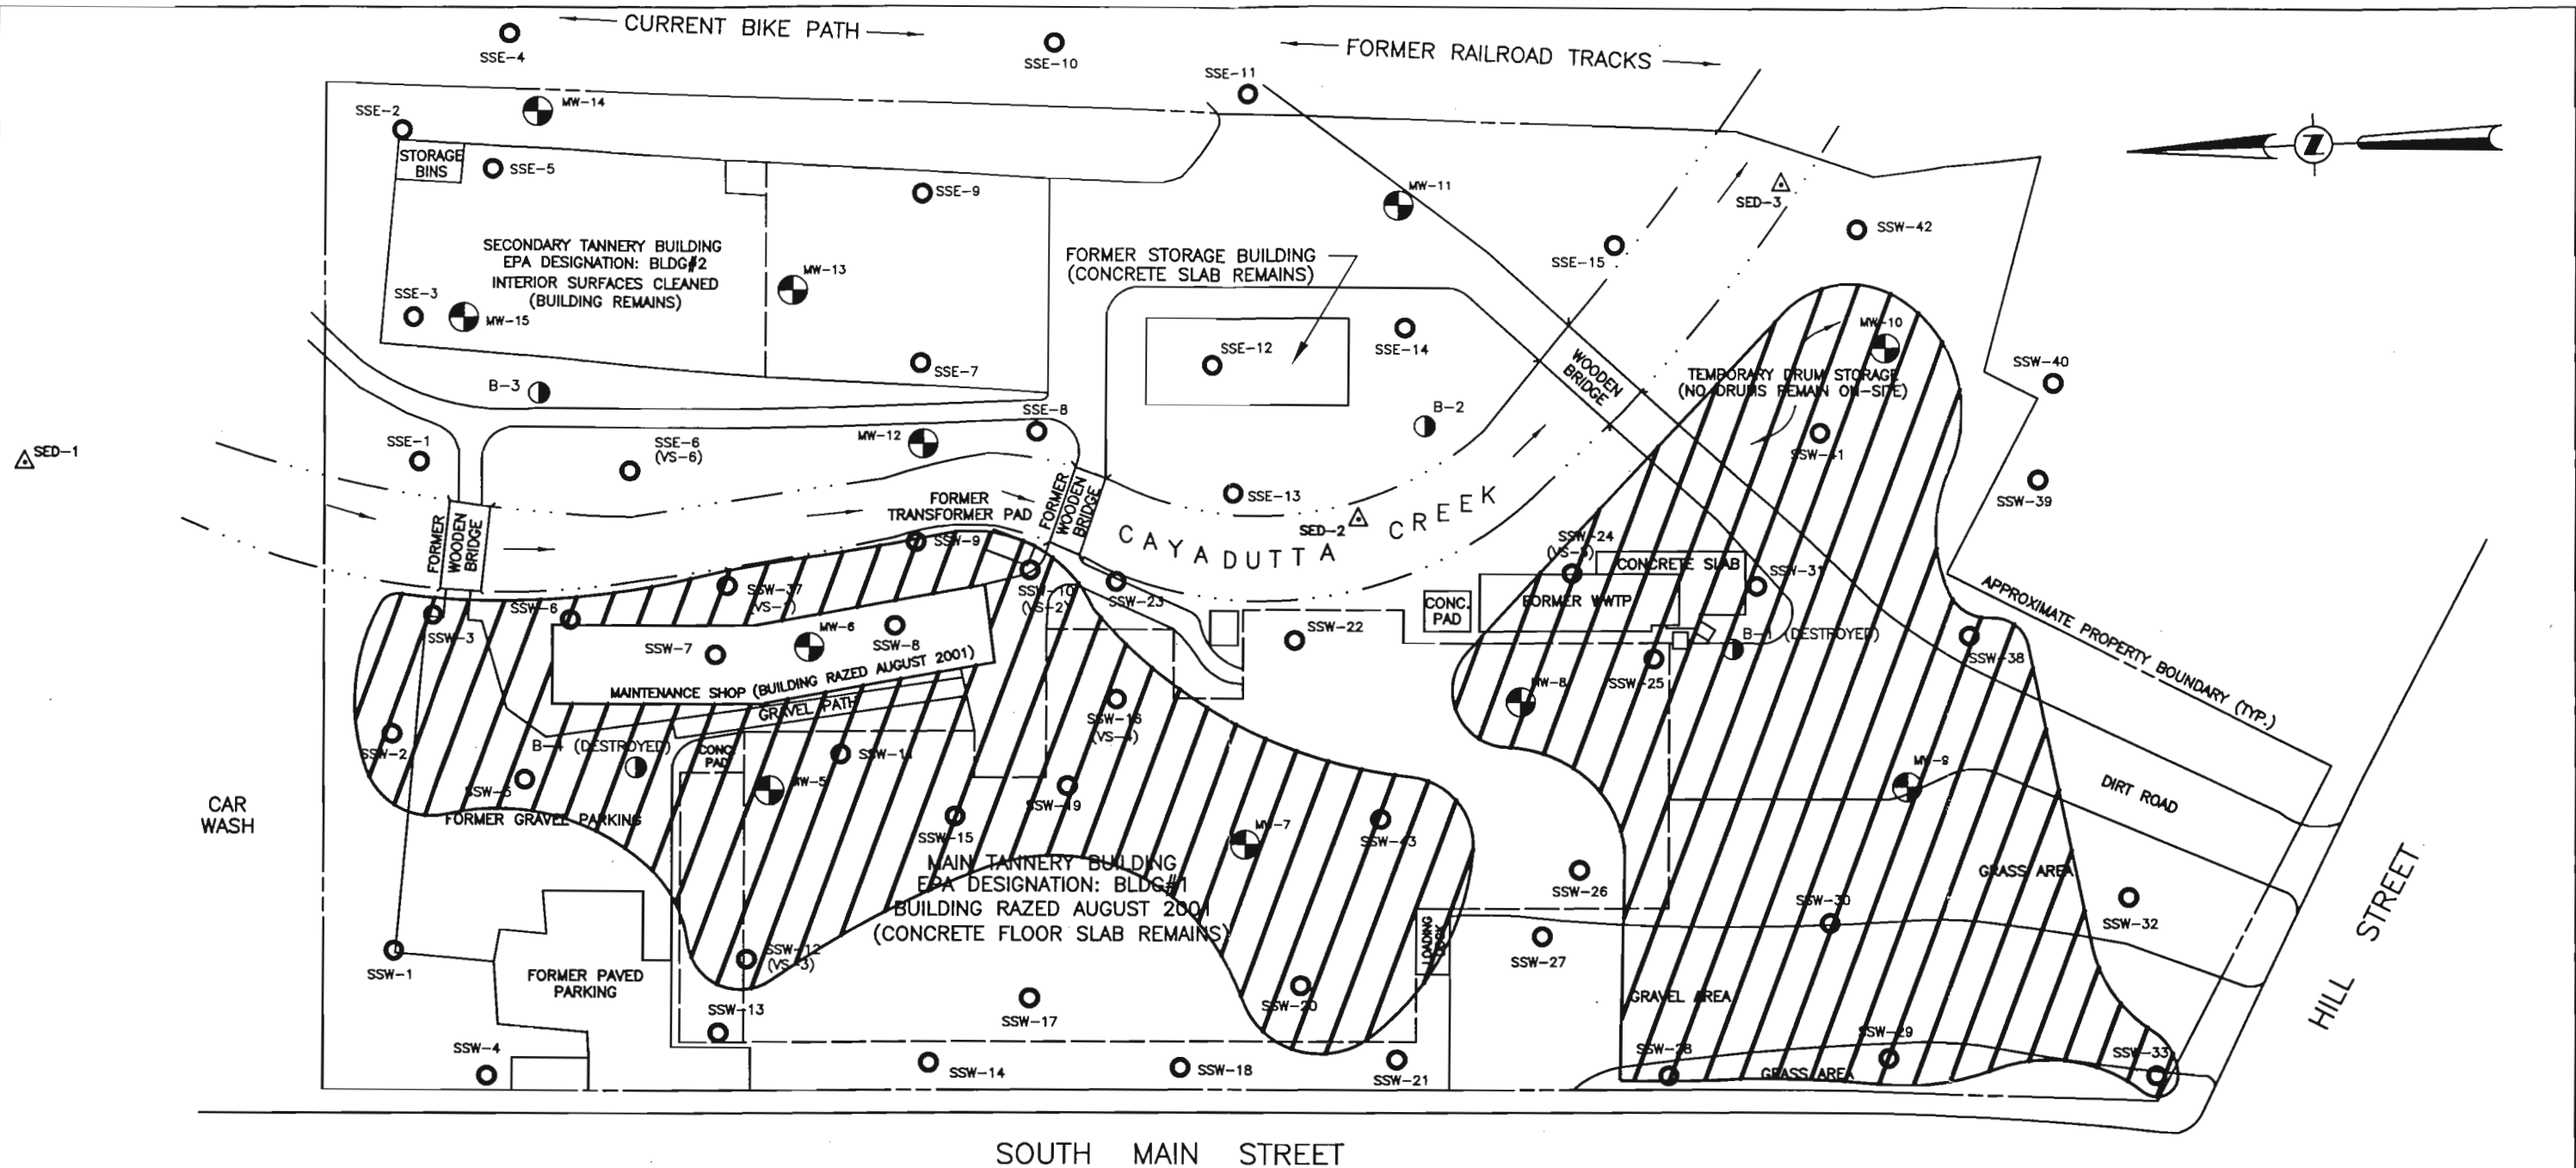 CURRENT BIKE PATH
FORMER RAILROAD TRACKS
SSE-4
SSE-10
SSE-11
SSE-2
MW-14
STORAGE
BINS
SSE-5
SSE-9
MW-11
SED-3
SSW-42
Z
SECONDARY TANNERY BUILDING
EPA DESIGNATION: BLDG#2
INTERIOR SURFACES CLEANED
(BUILDING REMAINS)
MW-13
FORMER STORAGE BUILDING
(CONCRETE SLAB REMAINS)
SSE-15
SSE-3
MW-15
SSE-7
SSE-12
SSE-14
MW-10
WOODEN
BRIDGE
TEMPORARY DRUM STORAGE
(NO DRUMS REMAIN ON-SITE)
SSW-40
B-3
SSE-8
B-2
SED-1
SSE-1
SSE-6
(VS-6)
MW-12
SSW-41
SSW-39
FORMER
WOODEN
BRIDGE
FORMER
TRANSFORMER PAD
FORMER
WOODEN
BRIDGE
SSE-13
SED-2
CAYADUTTA CREEK
SSW-9
SSW-24
(VS-5)
CONCRETE SLAB
SSW-31
SSW-3
SSW-6
SSW-37
(VS-1)
SSW-10
(VS-2)
SSW-23
CONC.
PAD
FORMER WWTP
APPROXIMATE PROPERTY BOUNDARY (TYP.)
SSW-7
MW-6
SSW-8
SSW-22
B-1 (DESTROYED)
SSW-38
MAINTENANCE SHOP (BUILDING RAZED AUGUST 2001)
GRAVEL PATH
MW-8
SSW-25
SSW-2
B-4 (DESTROYED)
CONC.
PAD
SSW-11
SSW-16
(VS-4)
SSW-5
MW-5
SSW-19
MW-9
DIRT ROAD
CAR
WASH
FORMER GRAVEL PARKING
SSW-15
MW-7
SSW-43
MAIN TANNERY BUILDING
EPA DESIGNATION: BLDG#1
BUILDING RAZED AUGUST 2001
(CONCRETE FLOOR SLAB REMAINS)
SSW-26
GRASS AREA
SSW-30
SSW-32
HILL STREET
LOADING
DOCK
SSW-27
SSW-1
FORMER PAVED
PARKING
SSW-12
(VS-3)
SSW-13
SSW-17
SSW-20
GRAVEL AREA
SSW-4
SSW-14
SSW-18
SSW-21
SSW-28
SSW-29
GRASS AREA
SSW-33
SOUTH MAIN STREET